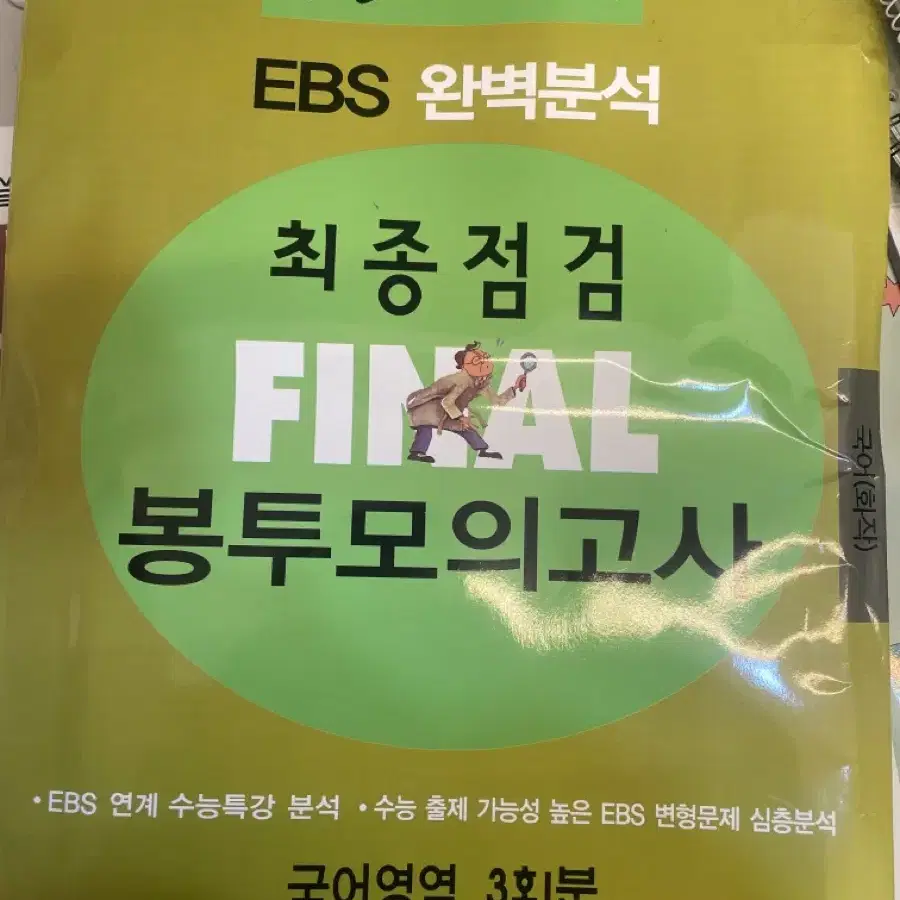 EBS 완벽분석
최종점검
FINAL
봉투모의고사
국어(화작)
• EBS 연계 수능특강 분석 • 수능 출제 가능성 높은 EBS 변형문제 심층분석
국어영역 3회분